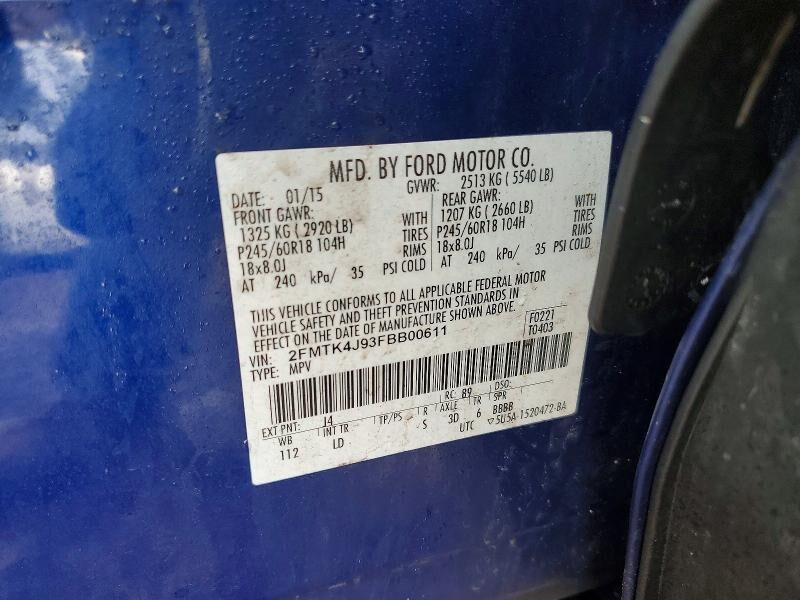 MFD. BY FORD MOTOR CO.
DATE: 01/15 GVWR: 2513 KG ( 5540 LB)
FRONT GAWR: REAR GAWR:
1325 KG ( 2920 LB) WITH 1207 KG ( 2660 LB) WITH
P245/60R18 104H TIRES P245/60R18 104H TIRES
18x8.0J RIMS 18x8.0J RIMS
AT 240 kPa/ 35 PSI COLD AT 240 kPa/ 35 PSI COLD
THIS VEHICLE CONFORMS TO ALL APPLICABLE FEDERAL MOTOR
VEHICLE SAFETY AND THEFT PREVENTION STANDARDS IN
EFFECT ON THE DATE OF MANUFACTURE SHOWN ABOVE.
F0221
T0403
VIN: 2FMTK4J93FBB00611
TYPE: MPV
EXT PNT: J4 RC: 89 DSO:
WB INT TR TP/PS R AXLE TR SPR
112 LD S 3D 6 BBBB
UTC ▽5U5A-1520472-BA